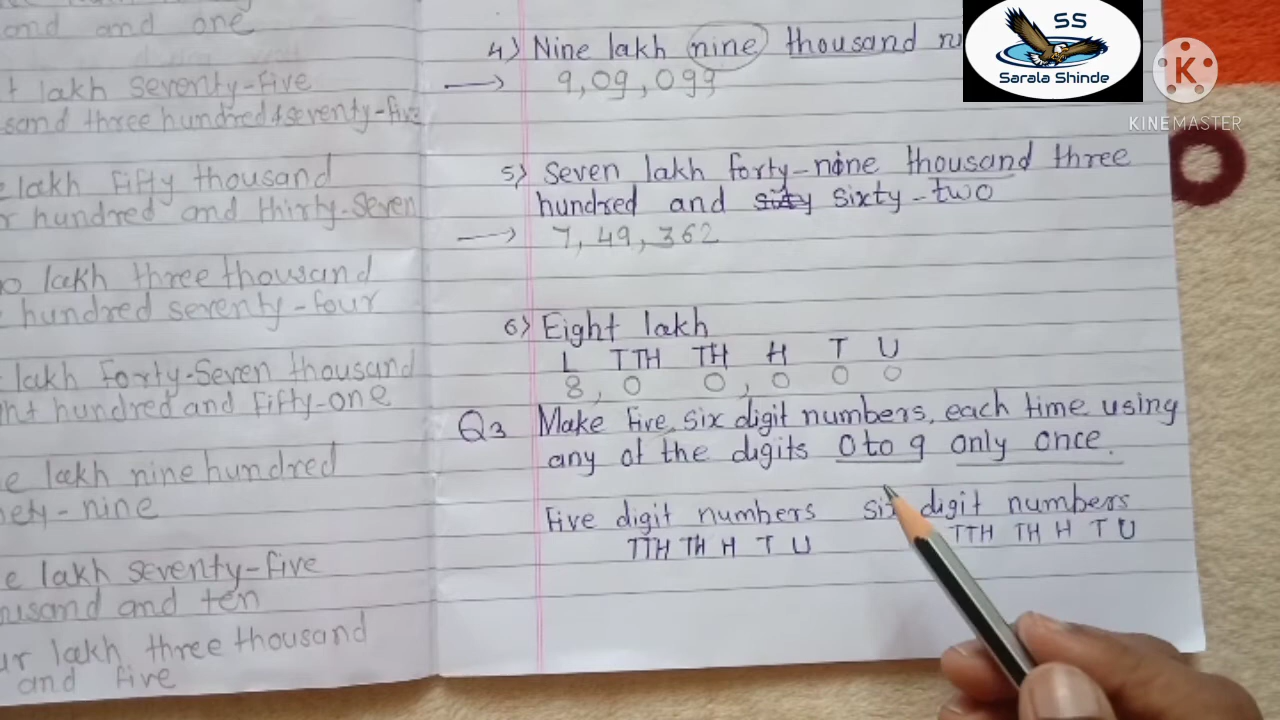 and and one
lakh seventy-five
sand three hundred & seventy-five
lakh fifty thousand
hundred and thirty-seven
lakh three thousand
hundred seventy-four
lakh forty-seven thousand
hundred and fifty-one
lakh nine hundred
nine
lakh seventy-five
thousand and ten
lakh three thousand
and five
4) Nine lakh nine thousand
→ 9,09,099
5) Seven lakh forty-nine thousand three
hundred and sixty-two
→ 7,49,362
6) Eight lakh
L TTH TH H T U
8, 0 0, 0 0 0
Q3 Make five, six digit numbers, each time using
any of the digits 0 to 9 only once.
Five digit numbers six digit numbers
TTH TH H T U TTH TH H T U
SS
Sarala Shinde
K
KINEMASTER